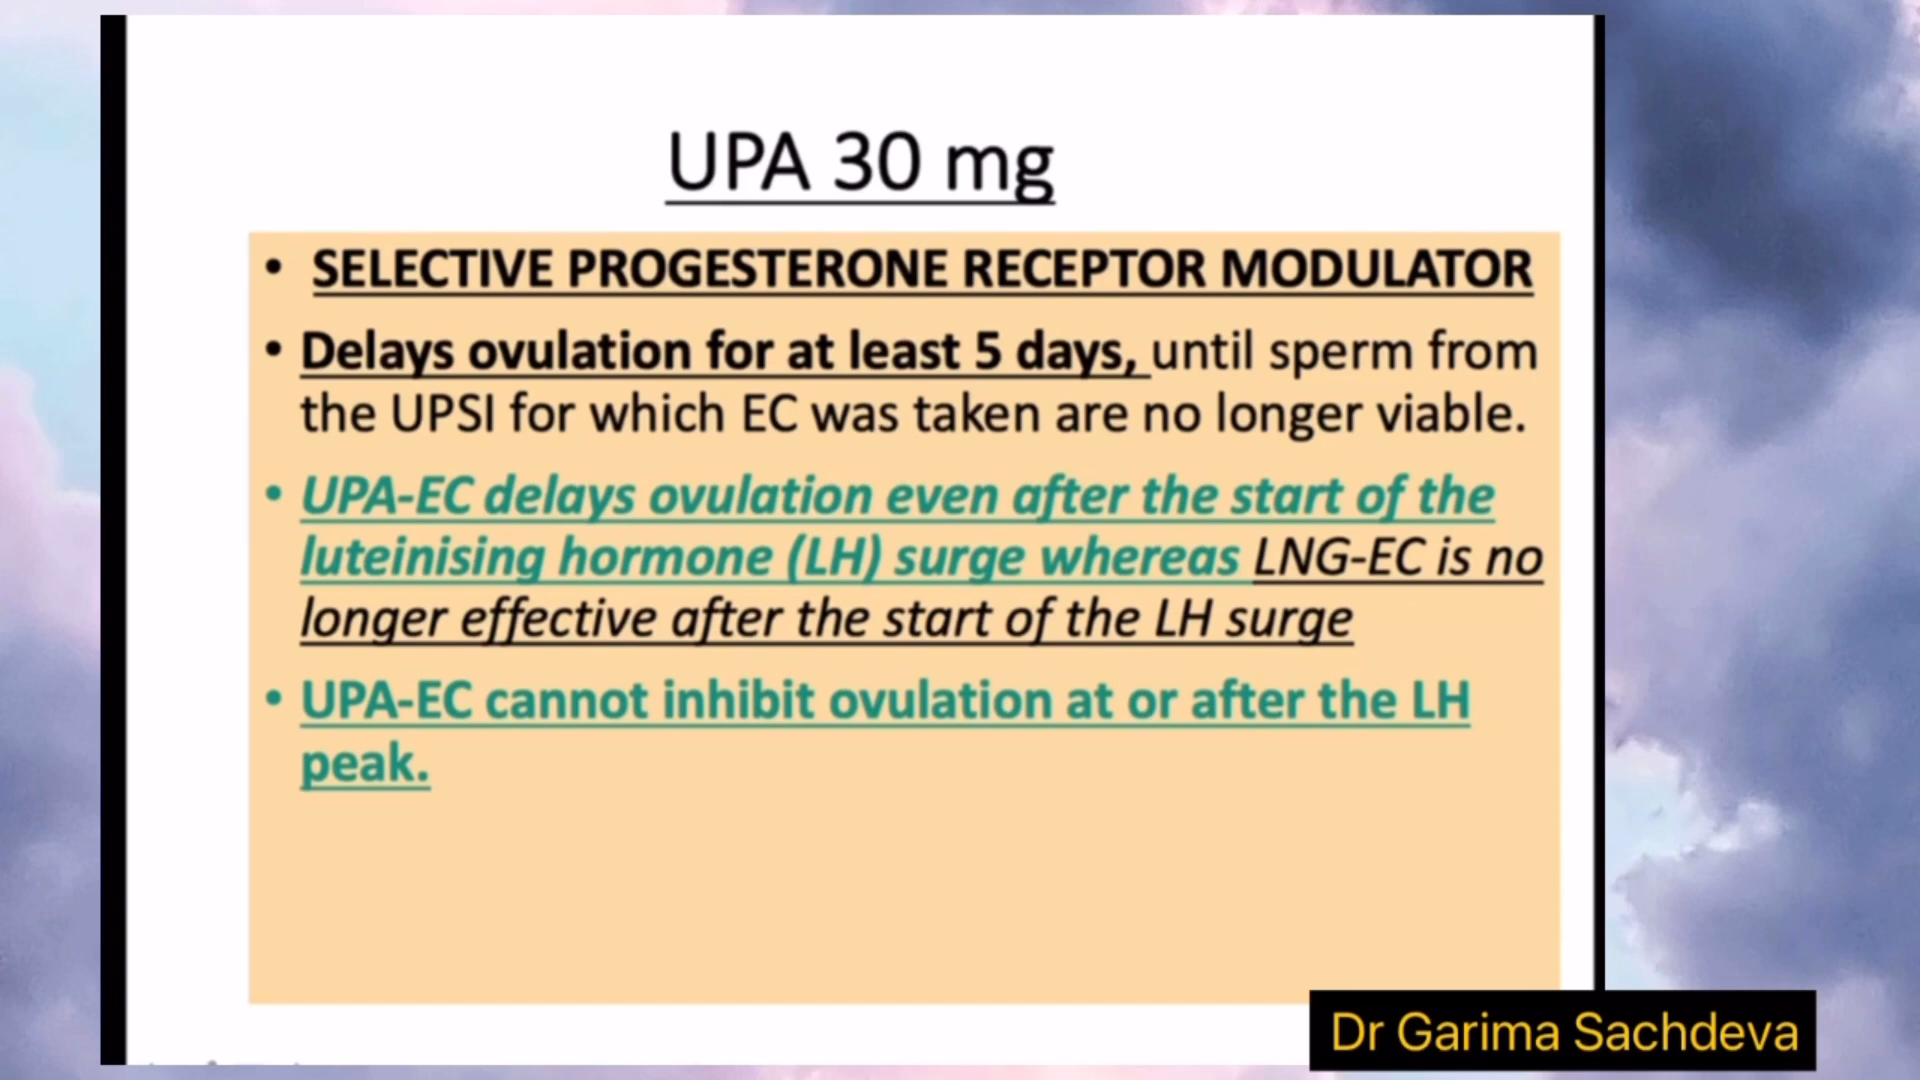 UPA 30 mg
• SELECTIVE PROGESTERONE RECEPTOR MODULATOR
• Delays ovulation for at least 5 days, until sperm from
the UPSI for which EC was taken are no longer viable.
• UPA-EC delays ovulation even after the start of the
luteinising hormone (LH) surge whereas LNG-EC is no
longer effective after the start of the LH surge
• UPA-EC cannot inhibit ovulation at or after the LH
peak.
Dr Garima Sachdeva